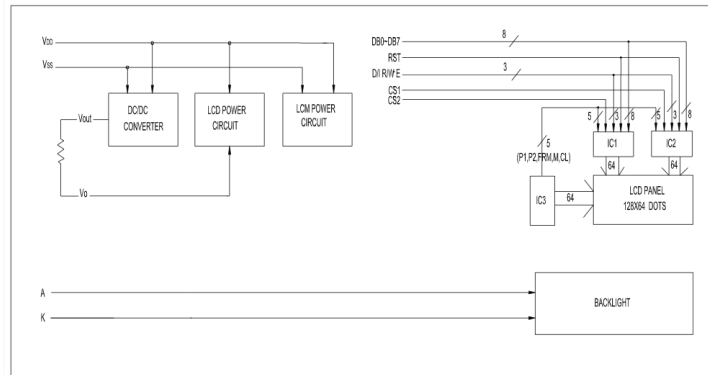 VDD
VSS
DC/DC
CONVERTER
LCD POWER
CIRCUIT
LCM POWER
CIRCUIT
Vout
Vo
DB0~DB7
8
RST
D/I R/W E
3
CS1
CS2
5
3
8
5
3
8
5
(P1,P2,FRM,M,CL)
IC1
IC2
64
64
IC3
64
LCD PANEL
128X64 DOTS
A
K
BACKLIGHT